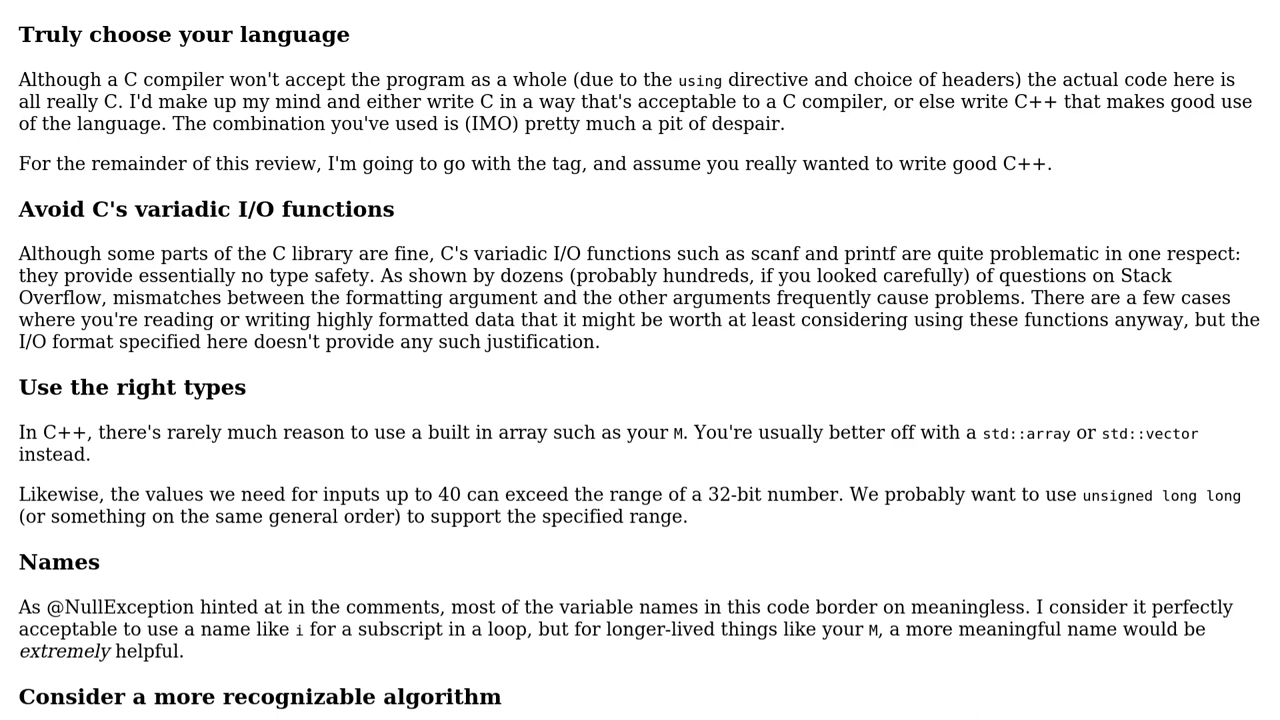 Truly choose your language
Although a C compiler won't accept the program as a whole (due to the using directive and choice of headers) the actual code here is
all really C. I'd make up my mind and either write C in a way that's acceptable to a C compiler, or else write C++ that makes good use
of the language. The combination you've used is (IMO) pretty much a pit of despair.
For the remainder of this review, I'm going to go with the tag, and assume you really wanted to write good C++.
Avoid C's variadic I/O functions
Although some parts of the C library are fine, C's variadic I/O functions such as scanf and printf are quite problematic in one respect:
they provide essentially no type safety. As shown by dozens (probably hundreds, if you looked carefully) of questions on Stack
Overflow, mismatches between the formatting argument and the other arguments frequently cause problems. There are a few cases
where you're reading or writing highly formatted data that it might be worth at least considering using these functions anyway, but the
I/O format specified here doesn't provide any such justification.
Use the right types
In C++, there's rarely much reason to use a built in array such as your M. You're usually better off with a std::array or std::vector
instead.
Likewise, the values we need for inputs up to 40 can exceed the range of a 32-bit number. We probably want to use unsigned long long
(or something on the same general order) to support the specified range.
Names
As @NullException hinted at in the comments, most of the variable names in this code border on meaningless. I consider it perfectly
acceptable to use a name like i for a subscript in a loop, but for longer-lived things like your M, a more meaningful name would be
extremely helpful.
Consider a more recognizable algorithm